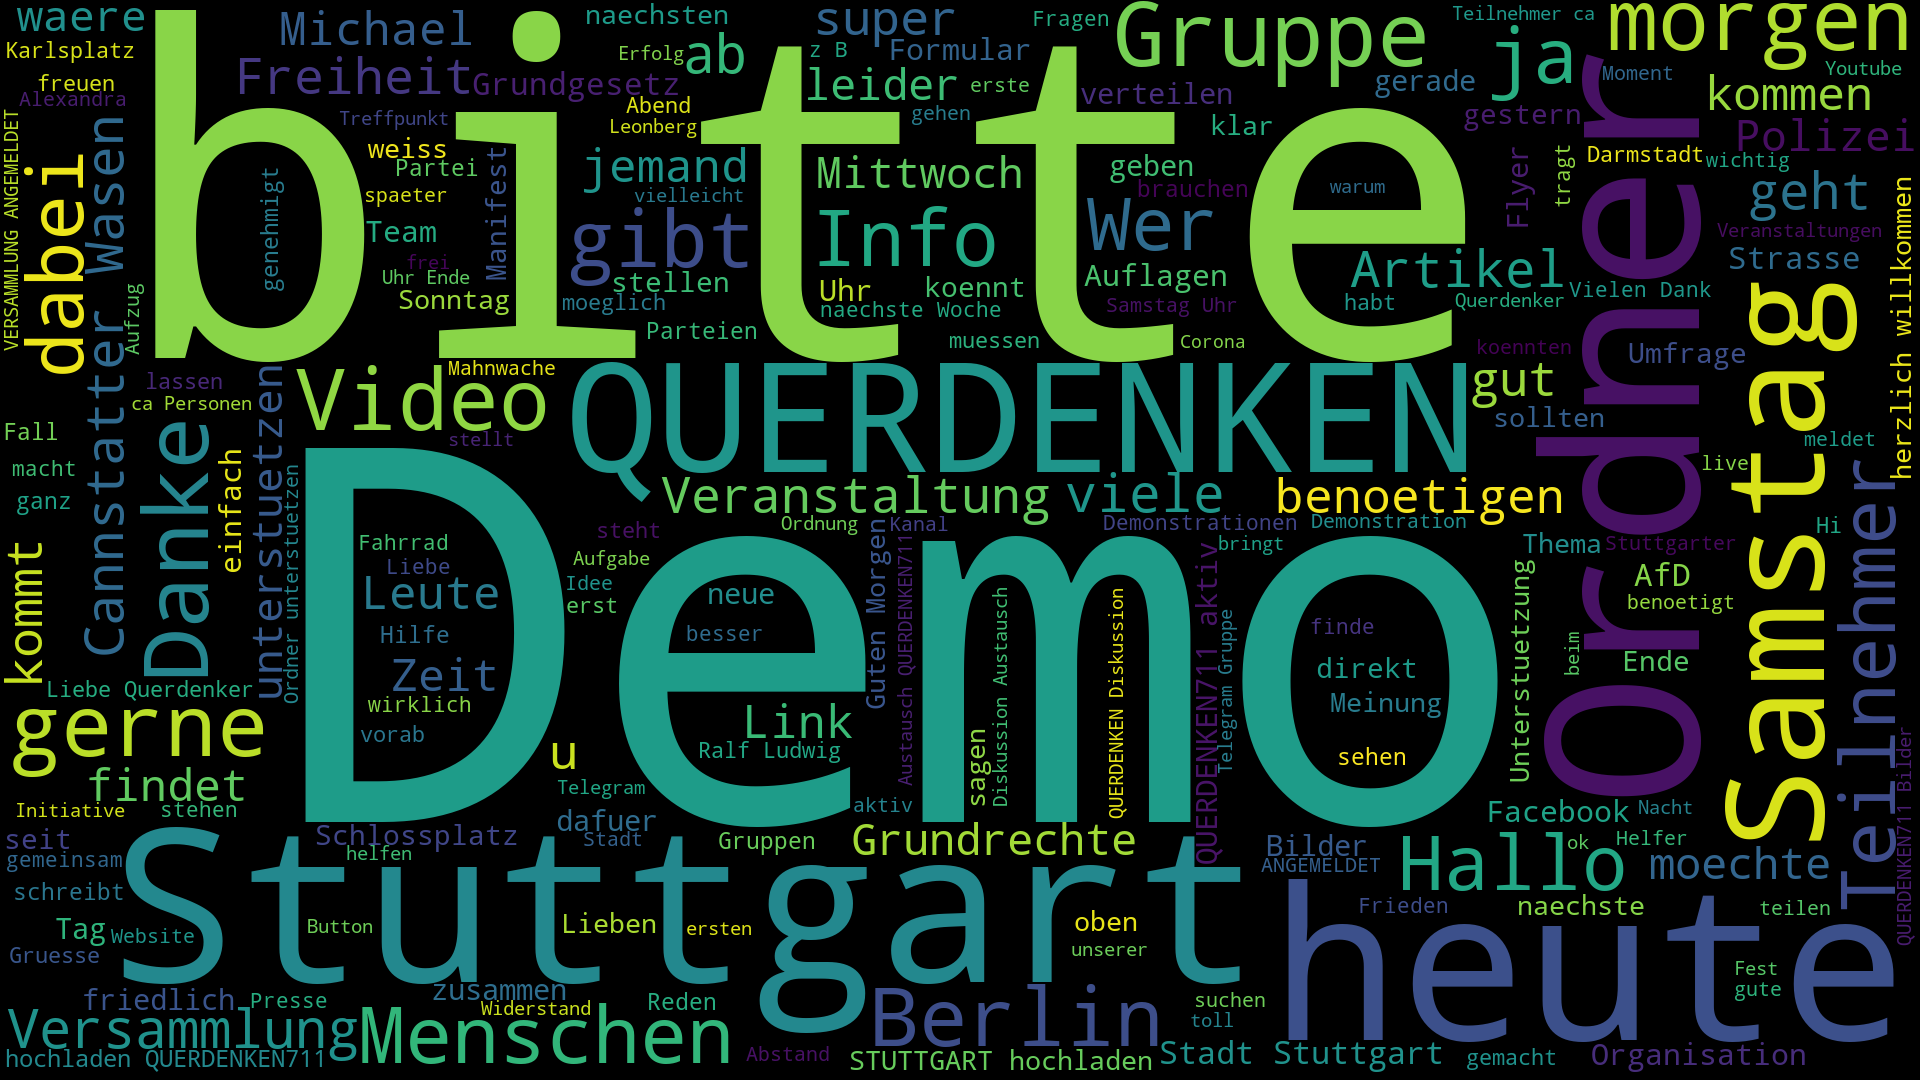 waere
Michael
naechsten
super
Fragen
Gruppe
Teilnehmer ca
morgen
Karlsplatz
Freiheit
Grundgesetz
Erfolg
ab
z B
Formular
ja
Moment
Youtube
freuen
Alexandra
leider
erste
verteilen
gerade
kommen
Treffpunkt
Abend
Leonberg
gehen
klar
gestern
Polizei
VERSAMMLUNG ANGEMELDET
dabei
Cannstatter Wasen
bitte
weiss
Partei
spaeter
Manifest
jemand
vielleicht
Mittwoch
geben
brauchen
warum
Flyer
tragt
Darmstadt
wichtig
genehmigt
Team
frei
Uhr Ende
Sonntag
gibt
stellen
moeglich
Info
Uhr
koennt
naechste Woche
Wer
Auflagen
Samstag Uhr
Artikel
habt
Querdenker
geht
Veranstaltungen
Strasse
Vielen Dank
herzlich willkommen
Aufzug
Parteien
muessen
Corona
koennten
Umfrage
Ordner
Samstag
lassen
ca Personen
Mahnwache
Video
stellt
QUERDENKEN
gut
sollten
Fall
macht
ganz
Danke
einfach
unterstuetzen
Ordner unterstuetzen
Veranstaltung
viele
benoetigen
live
meldet
Teilnehmer
kommt
Demo
Fahrrad
Liebe
Leute
Hilfe
Zeit
wirklich
vorab
steht
Aufgabe
Idee
erst
neue
besser
Ordnung
Guten Morgen
Kanal
Austausch QUERDENKEN711
Demonstrationen
Demonstration
bringt
Thema
Stuttgarter
Hi
Diskussion Austausch
QUERDENKEN Diskussion
QUERDENKEN711 aktiv
Telegram Gruppe
finde
direkt
Meinung
sehen
Unterstuetzung
beim
AfD
benoetigt
Ende
Liebe Querdenker
gerne
findet
Link
Ralf Ludwig
u
sagen
Telegram
Initiative
stehen
dafuer
aktiv
Facebook
Nacht
QUERDENKEN711 Bilder
seit
gemeinsam
schreibt
Schlossplatz
helfen
Stadt
Gruppen
Grundrechte
Bilder
ANGEMELDET
Hallo
ok
Helfer
moechte
Stuttgart
Tag
Website
Gruesse
Button
Lieben
ersten
oben
unserer
heute
Frieden
naechste
teilen
Fest
gute
friedlich
Presse
zusammen
Widerstand
Reden
Berlin
suchen
toll
Versammlung
Menschen
hochladen QUERDENKEN711
Abstand
STUTTGART hochladen
Stadt Stuttgart
gemacht
Organisation